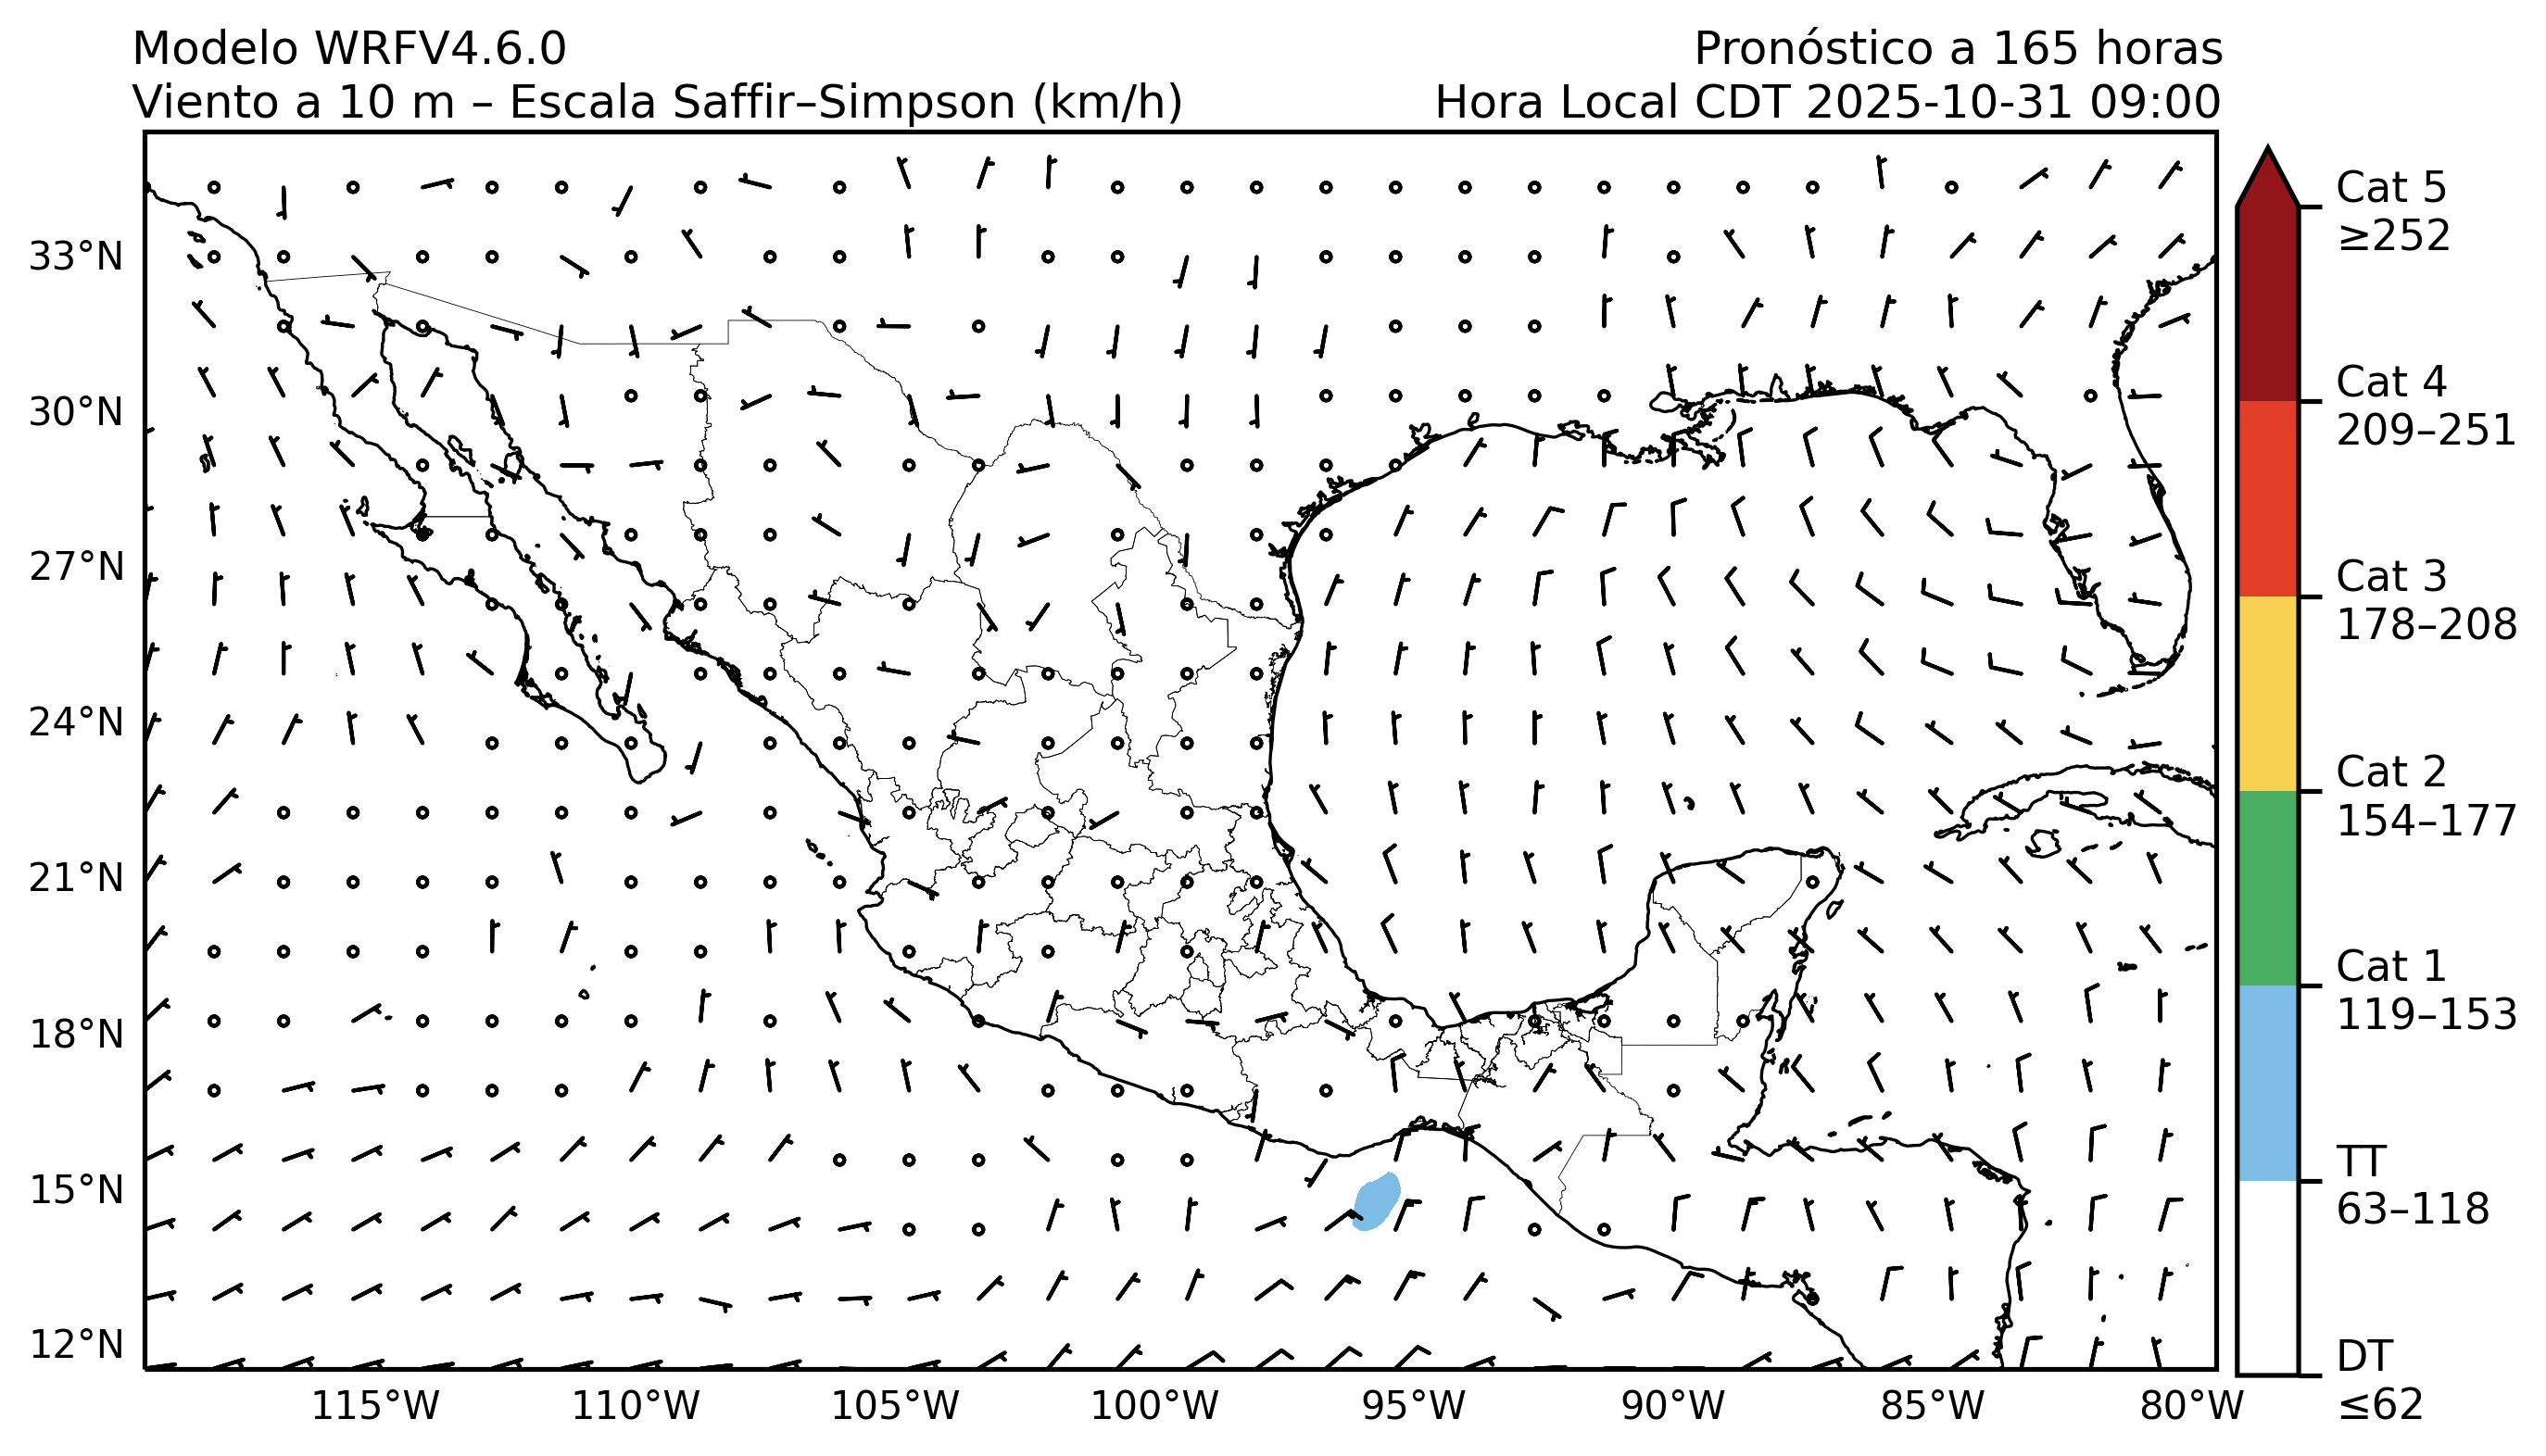 Modelo WRFV4.6.0
Pronóstico a 165 horas
Viento a 10 m – Escala Saffir–Simpson (km/h)
Hora Local CDT 2025-10-31 09:00
33°N
30°N
27°N
24°N
21°N
18°N
15°N
12°N
115°W
110°W
105°W
100°W
95°W
90°W
85°W
80°W
Cat 5
≥252
Cat 4
209–251
Cat 3
178–208
Cat 2
154–177
Cat 1
119–153
TT
63–118
DT
≤62